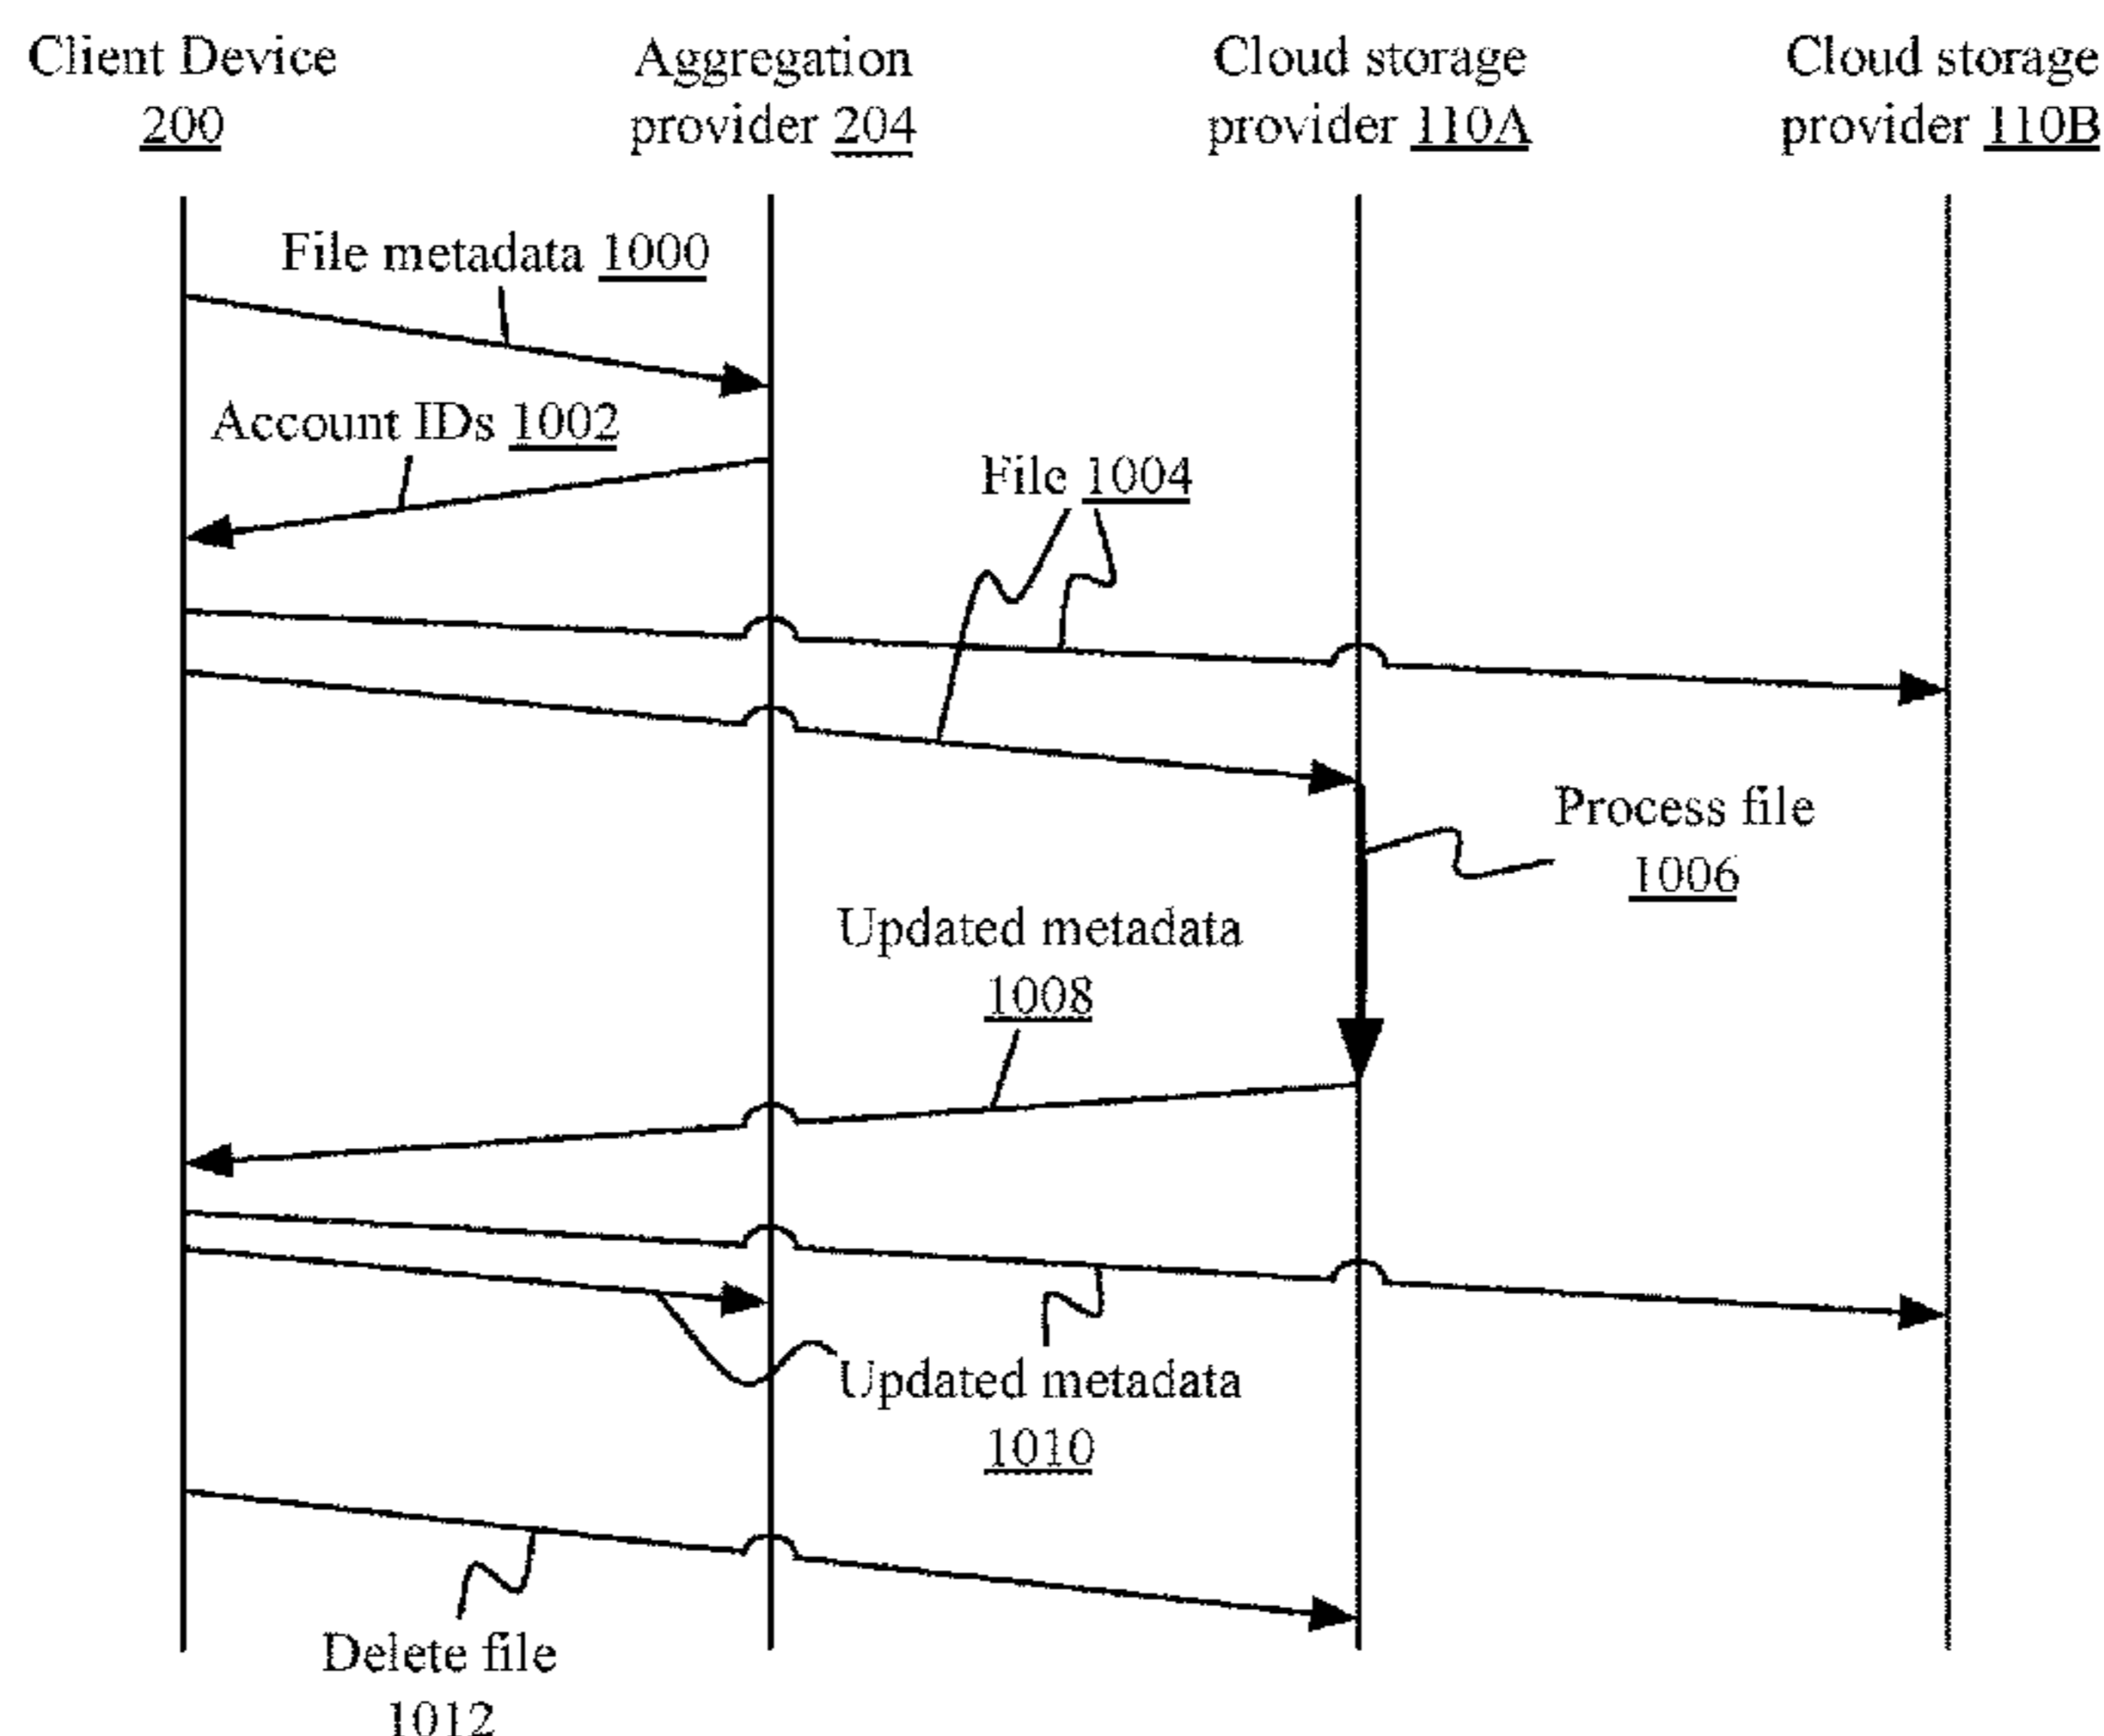 Client Device
200
Aggregation
provider 204
Cloud storage
provider 110A
Cloud storage
provider 110B
File metadata 1000
Account IDs 1002
File 1004
Process file
1006
Updated metadata
1008
Updated metadata
1010
Delete file
1012